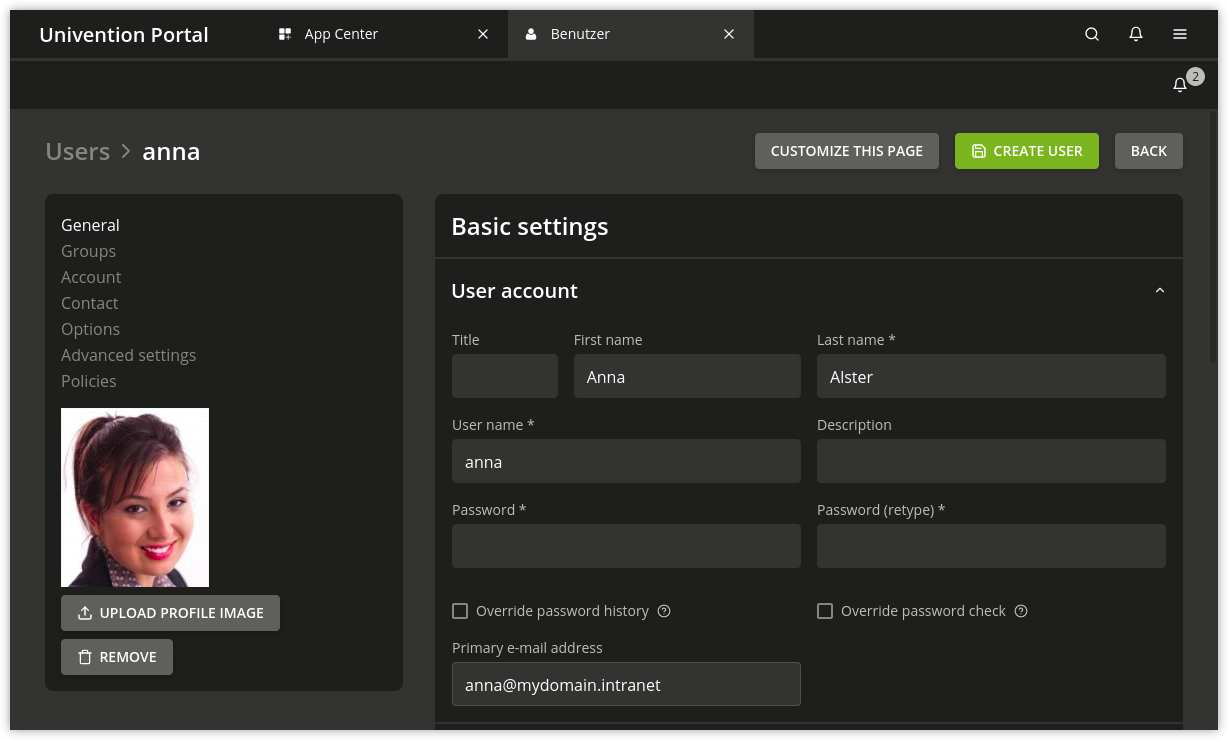 Univention Portal App Center Benutzer
2
Users > anna CUSTOMIZE THIS PAGE CREATE USER BACK
General
Groups
Account
Contact
Options
Advanced settings
Policies
UPLOAD PROFILE IMAGE
REMOVE
Basic settings
User account
Title First name Last name *
Anna Alster
User name * Description
anna
Password * Password (retype) *
Override password history Override password check
Primary e-mail address
anna@mydomain.intranet